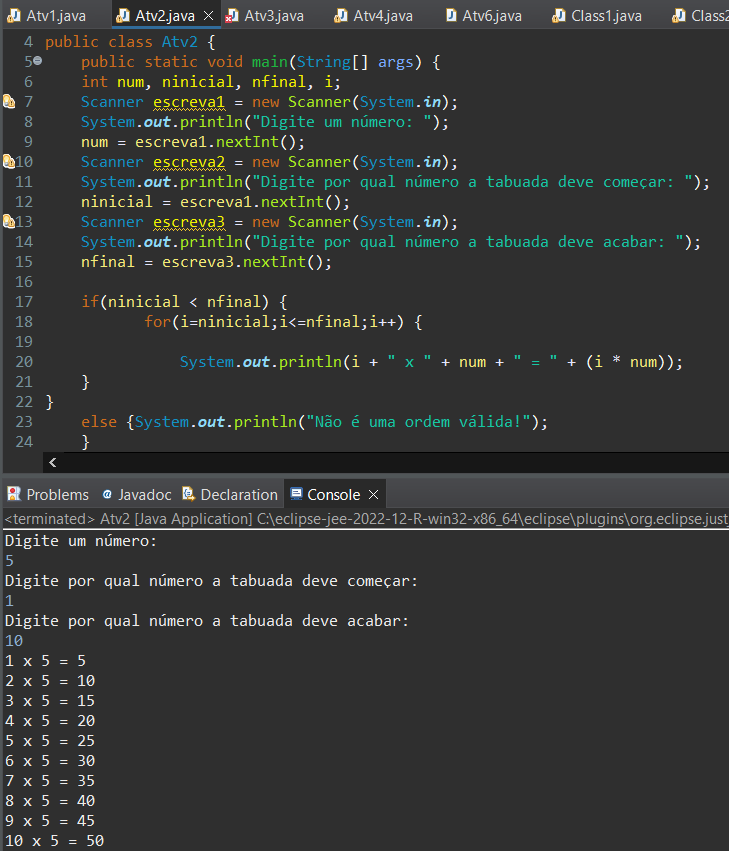 Atv1.java Atv2.java Atv3.java Atv4.java Atv6.java Class1.java Class2
4 public class Atv2 {
5 public static void main(String[] args) {
6 int num, ninicial, nfinal, i;
7 Scanner escreva1 = new Scanner(System.in);
8 System.out.println("Digite um número: ");
9 num = escreva1.nextInt();
10 Scanner escreva2 = new Scanner(System.in);
11 System.out.println("Digite por qual número a tabuada deve começar: ");
12 ninicial = escreva1.nextInt();
13 Scanner escreva3 = new Scanner(System.in);
14 System.out.println("Digite por qual número a tabuada deve acabar: ");
15 nfinal = escreva3.nextInt();
16
17 if(ninicial < nfinal) {
18 for(i=ninicial;i<=nfinal;i++) {
19
20 System.out.println(i + " x " + num + " = " + (i * num));
21 }
22 }
23 else {System.out.println("Não é uma ordem válida!");
24 }
Problems Javadoc Declaration Console
<terminated> Atv2 [Java Application] C:\eclipse-jee-2022-12-R-win32-x86_64\eclipse\plugins\org.eclipse.just
Digite um número:
5
Digite por qual número a tabuada deve começar:
1
Digite por qual número a tabuada deve acabar:
10
1 x 5 = 5
2 x 5 = 10
3 x 5 = 15
4 x 5 = 20
5 x 5 = 25
6 x 5 = 30
7 x 5 = 35
8 x 5 = 40
9 x 5 = 45
10 x 5 = 50